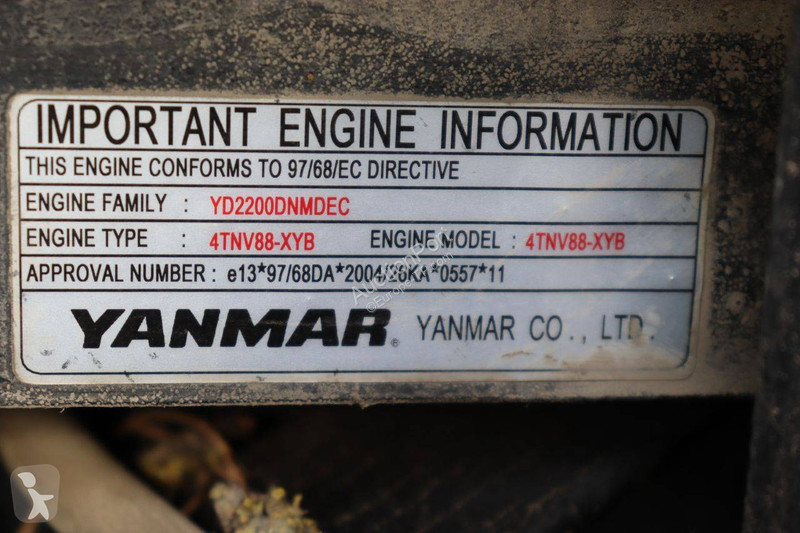 IMPORTANT ENGINE INFORMATION
THIS ENGINE CONFORMS TO 97/68/EC DIRECTIVE
ENGINE FAMILY : YD2200DNMDEC
ENGINE TYPE : 4TNV88-XYB ENGINE MODEL : 4TNV88-XYB
APPROVAL NUMBER : e13*97/68DA*2004/26KA*0557*11
YANMAR® YANMAR CO., LTD.